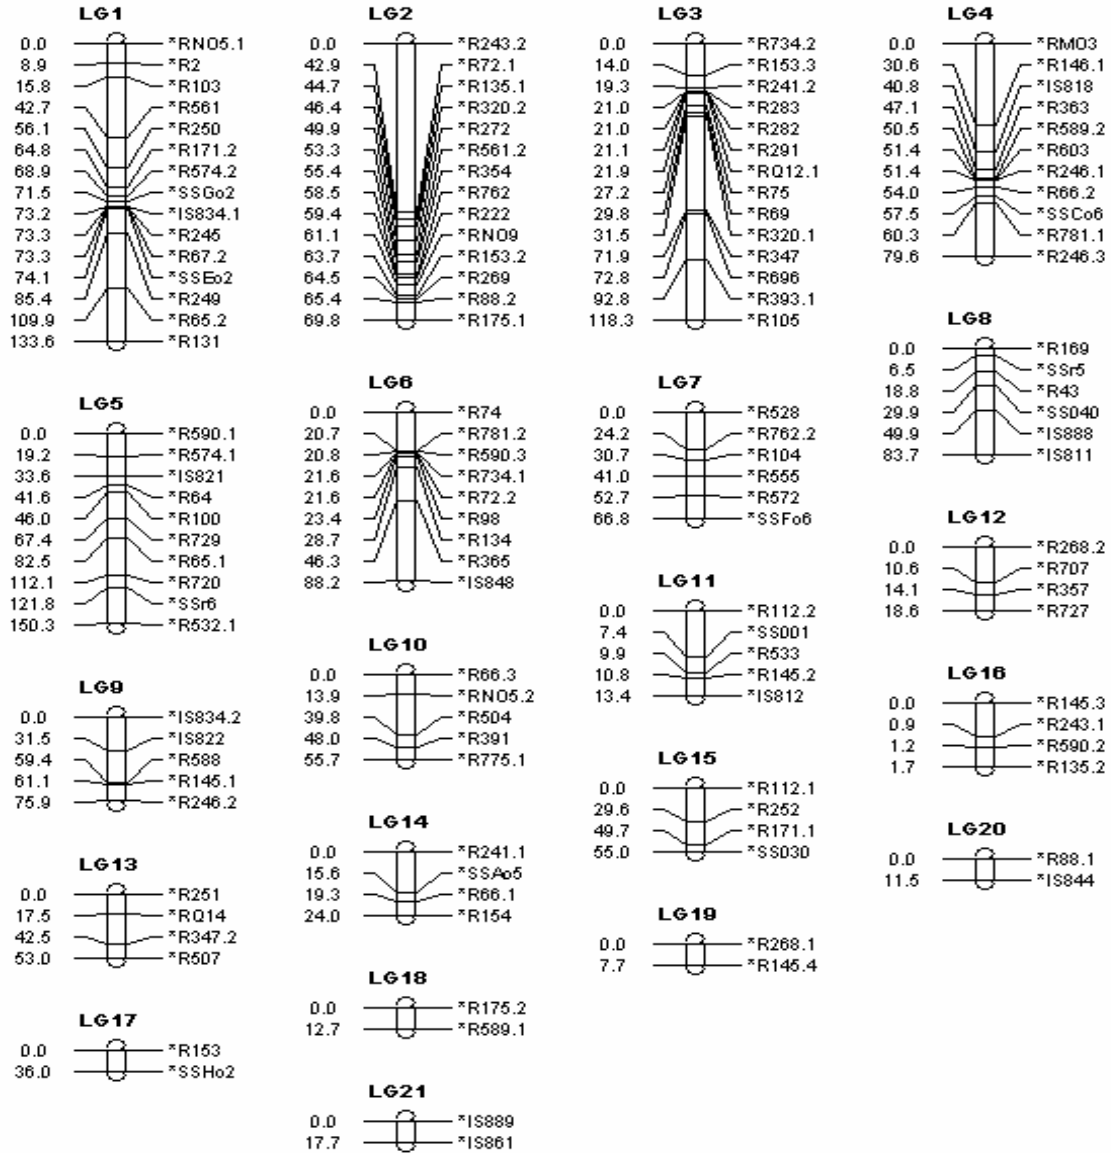 LG1
0.0 *RNO5.1
8.9 *R2
15.8 *R103
42.7 *R561
56.1 *R250
64.8 *R171.2
68.9 *R574.2
71.5 *SSGo2
73.2 *IS834.1
73.3 *R245
73.3 *R67.2
74.1 *SSEo2
85.4 *R249
109.9 *R65.2
133.6 *R131
LG2
0.0 *R243.2
42.9 *R72.1
44.7 *R135.1
46.4 *R320.2
49.9 *R272
53.3 *R561.2
55.4 *R354
58.5 *R762
59.4 *R222
61.1 *RNO9
63.7 *R153.2
64.5 *R269
65.4 *R88.2
69.8 *R175.1
LG3
0.0 *R734.2
14.0 *R153.3
19.3 *R241.2
21.0 *R283
21.0 *R282
21.1 *R291
21.9 *RQ12.1
27.2 *R75
29.8 *R69
31.5 *R320.1
71.9 *R347
72.8 *R696
92.8 *R393.1
118.3 *R105
LG4
0.0 *RMO3
30.6 *R146.1
40.8 *IS818
47.1 *R363
50.5 *R589.2
51.4 *R603
51.4 *R246.1
54.0 *R66.2
57.5 *SSCo6
60.3 *R781.1
79.6 *R246.3
LG5
0.0 *R590.1
19.2 *R574.1
33.6 *IS821
41.6 *R64
46.0 *R100
67.4 *R729
82.5 *R65.1
112.1 *R720
121.8 *SSr6
150.3 *R532.1
LG6
0.0 *R74
20.7 *R781.2
20.8 *R590.3
21.6 *R734.1
21.6 *R72.2
23.4 *R98
28.7 *R134
46.3 *R365
88.2 *IS848
LG7
0.0 *R528
24.2 *R762.2
30.7 *R104
41.0 *R555
52.7 *R572
66.8 *SSFo6
LG8
0.0 *R169
6.5 *SSr5
18.8 *R43
29.9 *SS040
49.9 *IS888
83.7 *IS811
LG9
0.0 *IS834.2
31.5 *IS822
59.4 *R588
61.1 *R145.1
75.9 *R246.2
LG10
0.0 *R66.3
13.9 *RNO5.2
39.8 *R504
48.0 *R391
55.7 *R775.1
LG11
0.0 *R112.2
7.4 *SS001
9.9 *R533
10.8 *R145.2
13.4 *IS812
LG12
0.0 *R268.2
10.6 *R707
14.1 *R357
18.6 *R727
LG13
0.0 *R251
17.5 *RQ14
42.5 *R347.2
53.0 *R507
LG14
0.0 *R241.1
15.6 *SSAo5
19.3 *R66.1
24.0 *R154
LG15
0.0 *R112.1
29.6 *R252
49.7 *R171.1
55.0 *SS030
LG16
0.0 *R145.3
0.9 *R243.1
1.2 *R590.2
1.7 *R135.2
LG17
0.0 *R153
36.0 *SSHo2
LG18
0.0 *R175.2
12.7 *R589.1
LG19
0.0 *R268.1
7.7 *R145.4
LG20
0.0 *R88.1
11.5 *IS844
LG21
0.0 *IS889
17.7 *IS861